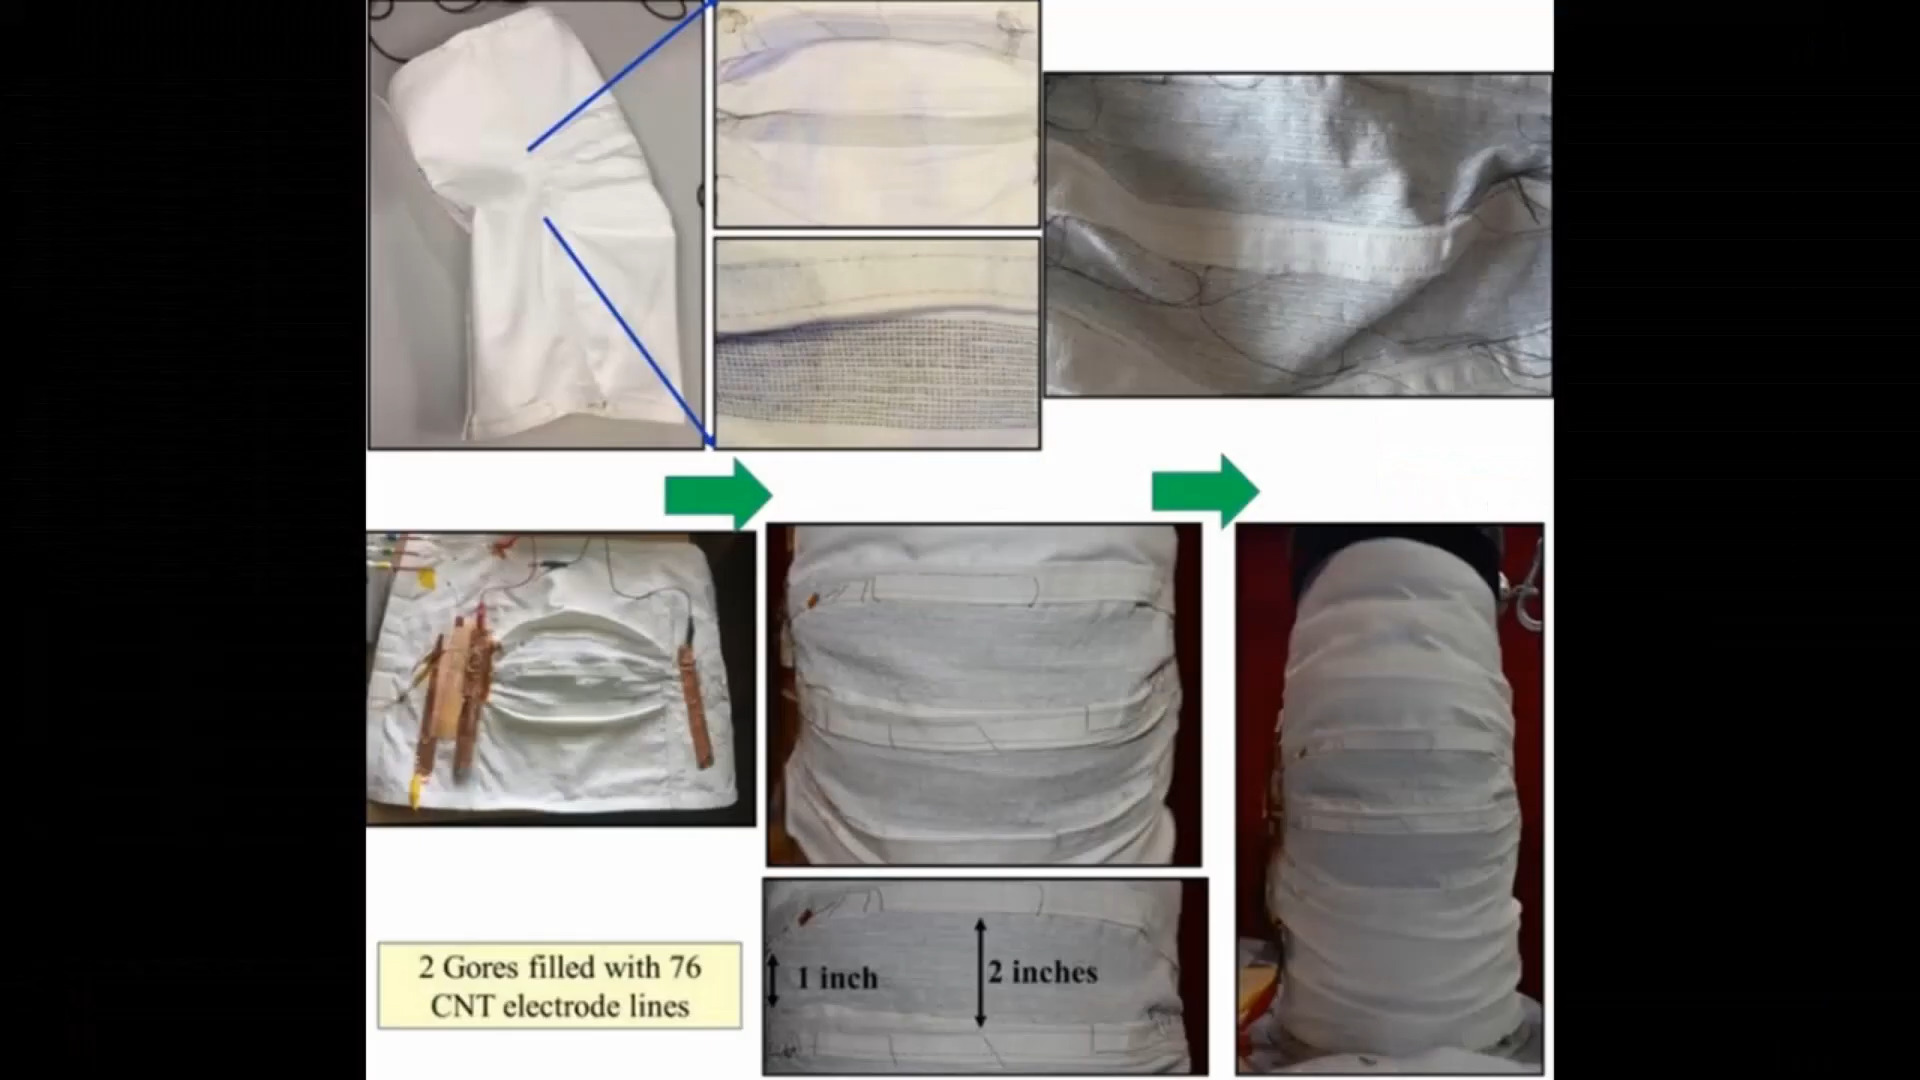 1 inch
2 inches
2 Gores filled with 76
CNT electrode lines